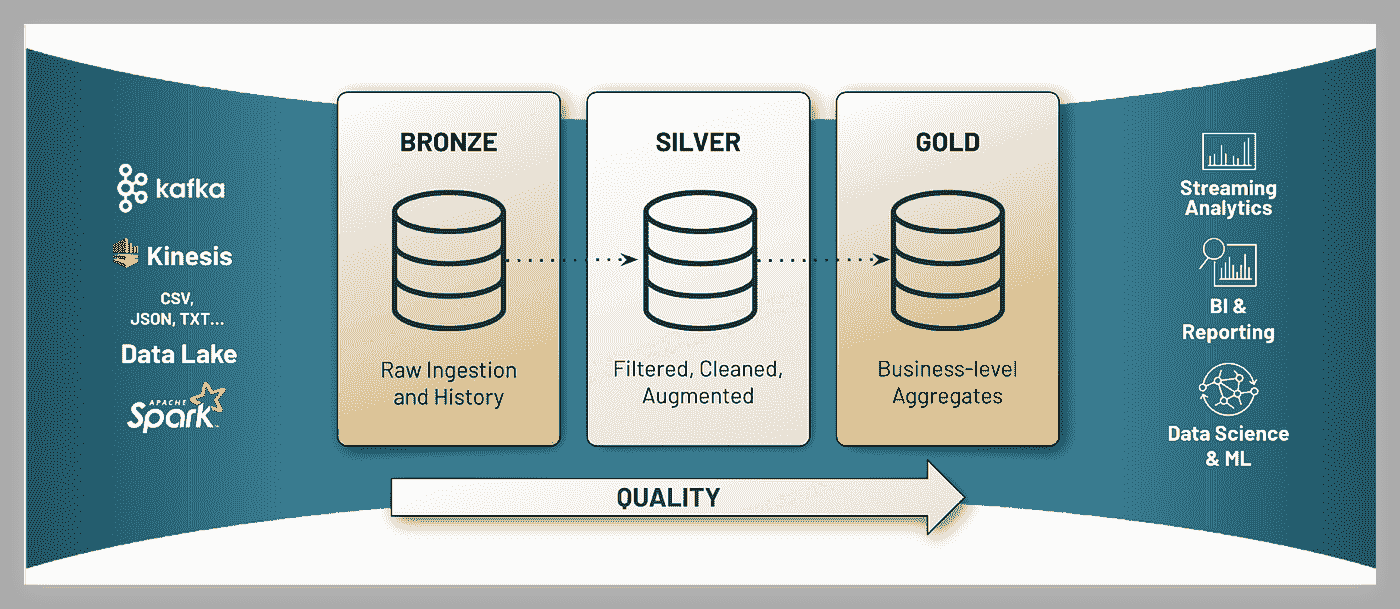 kafka
Kinesis
CSV,
JSON, TXT...
Data Lake
APACHE
Spark™
BRONZE
Raw Ingestion
and History
SILVER
Filtered, Cleaned,
Augmented
GOLD
Business-level
Aggregates
QUALITY
Streaming
Analytics
BI &
Reporting
Data Science
& ML